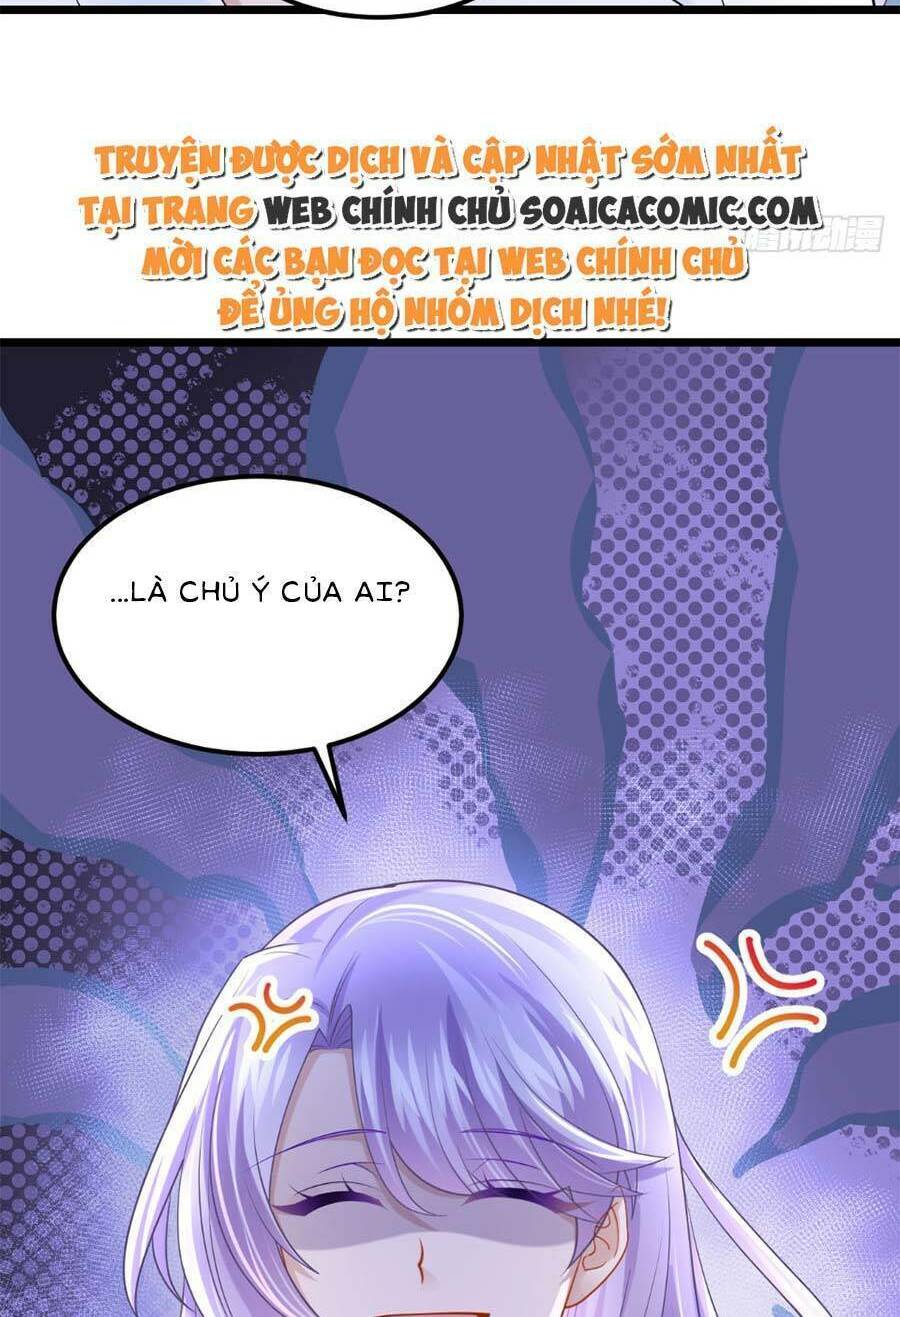 TRUYỆN ĐƯỢC DỊCH VÀ CẬP NHẬT SỚM NHẤT
TẠI TRANG WEB CHÍNH CHỦ SOAICACOMIC.COM
MỜI CÁC BẠN ĐỌC TẠI WEB CHÍNH CHỦ
ĐỂ ỦNG HỘ NHÓM DỊCH NHÉ!
...LÀ CHỦ Ý CỦA AI?